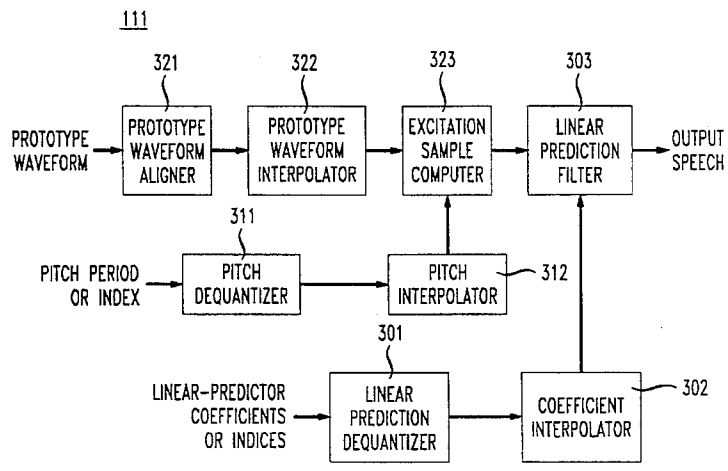 111
321
322
323
303
PROTOTYPE
WAVEFORM
PROTOTYPE
WAVEFORM
ALIGNER
PROTOTYPE
WAVEFORM
INTERPOLATOR
EXCITATION
SAMPLE
COMPUTER
LINEAR
PREDICTION
FILTER
OUTPUT
SPEECH
311
PITCH PERIOD
OR INDEX
PITCH
DEQUANTIZER
PITCH
INTERPOLATOR
312
301
LINEAR-PREDICTOR
COEFFICIENTS
OR INDICES
LINEAR
PREDICTION
DEQUANTIZER
COEFFICIENT
INTERPOLATOR
302